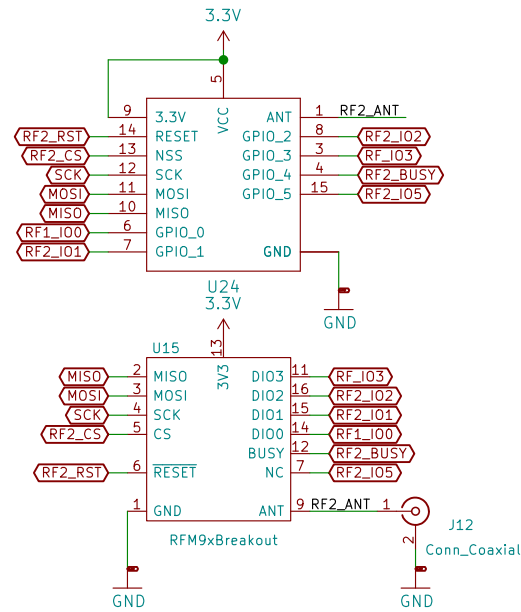 3.3V
5
VCC
9 3.3V ANT 1 RF2_ANT
RF2_RST 14 RESET GPIO_2 8 RF2_IO2
RF2_CS 13 NSS GPIO_3 3 RF_IO3
SCK 12 SCK GPIO_4 4 RF2_BUSY
MOSI 11 MOSI GPIO_5 15 RF2_IO5
MISO 10 MISO
RF1_IO0 6 GPIO_0
RF2_IO1 7 GPIO_1 GND
U24
GND
3.3V
13
3V3
U15
MISO 2 MISO DIO3 11 RF_IO3
MOSI 3 MOSI DIO2 16 RF2_IO2
SCK 4 SCK DIO1 15 RF2_IO1
RF2_CS 5 CS DIO0 14 RF1_IO0
BUSY 12 RF2_BUSY
RF2_RST 6 RESET NC 7 RF2_IO5
1 GND ANT 9 RF2_ANT 1
J12
RFM9xBreakout
2
Conn_Coaxial
GND
GND